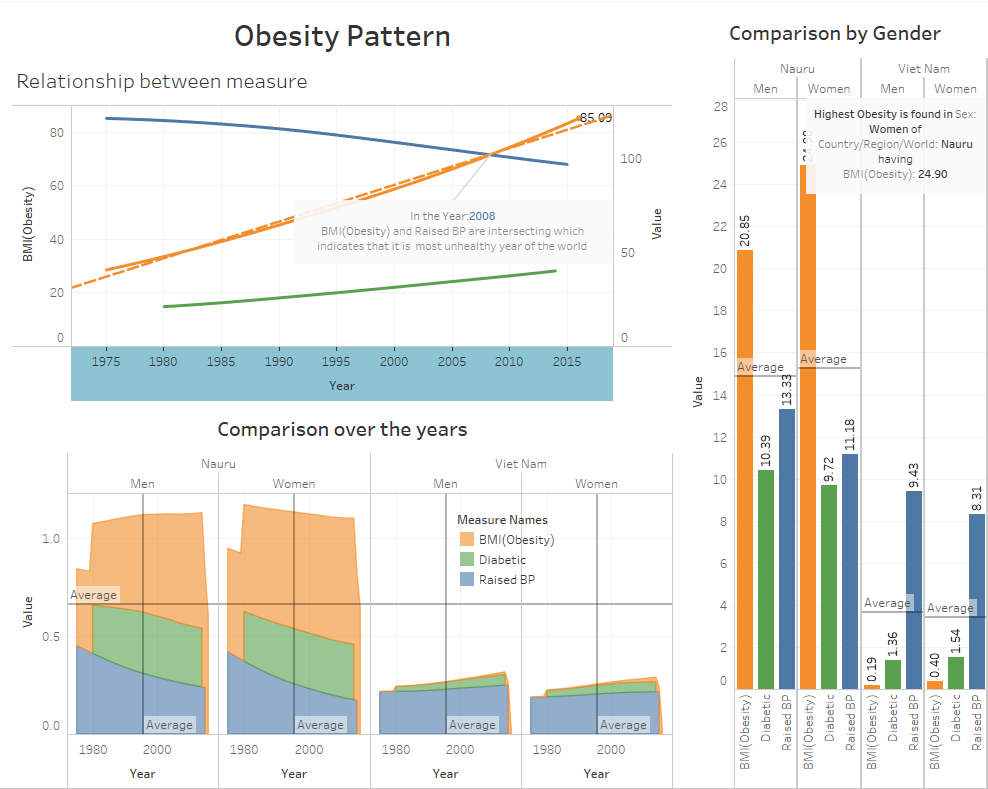 Obesity Pattern
Relationship between measure
BMI(Obesity)
80
60
40
20
0
85.09
In the Year:2008
BMI(Obesity) and Raised BP are intersecting which
indicates that it is most unhealthy year of the world
100
50
0
Value
1975 1980 1985 1990 1995 2000 2005 2010 2015
Year
Comparison over the years
Nauru Viet Nam
Men Women Men Women
Value
1.0
0.5
0.0
Average
Measure Names
BMI(Obesity)
Diabetic
Raised BP
Average Average Average Average
1980 2000 1980 2000 1980 2000 1980 2000
Year Year Year Year
Comparison by Gender
Nauru Viet Nam
Men Women Men Women
Value
28
26
24
22
20
18
16
14
12
10
8
6
4
2
0
Highest Obesity is found in Sex:
Women of
Country/Region/World: Nauru
having
BMI(Obesity): 24.90
20.85
10.39
13.33
9.72
11.18
0.19
1.36
9.43
0.40
1.54
8.31
Average
Average
Average
Average
BMI(Obesity) Diabetic Raised BP BMI(Obesity) Diabetic Raised BP BMI(Obesity) Diabetic Raised BP BMI(Obesity) Diabetic Raised BP